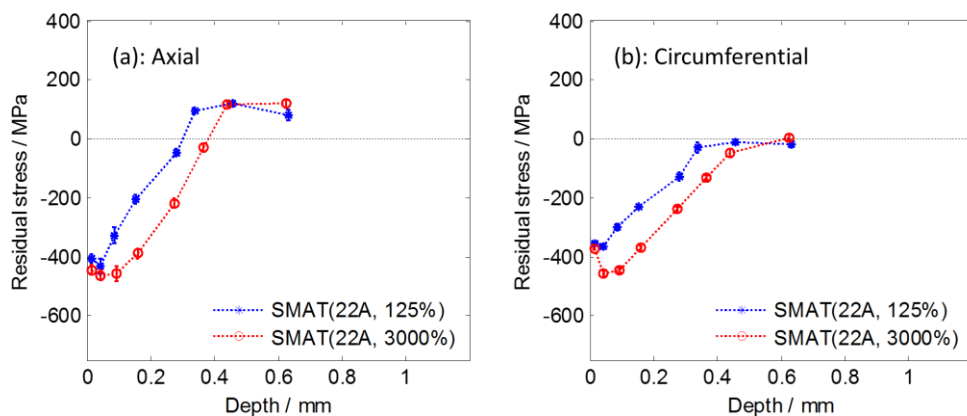 400
200
0
-200
-400
-600
Residual stress / MPa
(a): Axial
SMAT(22A, 125%)
SMAT(22A, 3000%)
0 0.2 0.4 0.6 0.8 1
Depth / mm
400
200
0
-200
-400
-600
Residual stress / MPa
(b): Circumferential
SMAT(22A, 125%)
SMAT(22A, 3000%)
0 0.2 0.4 0.6 0.8 1
Depth / mm